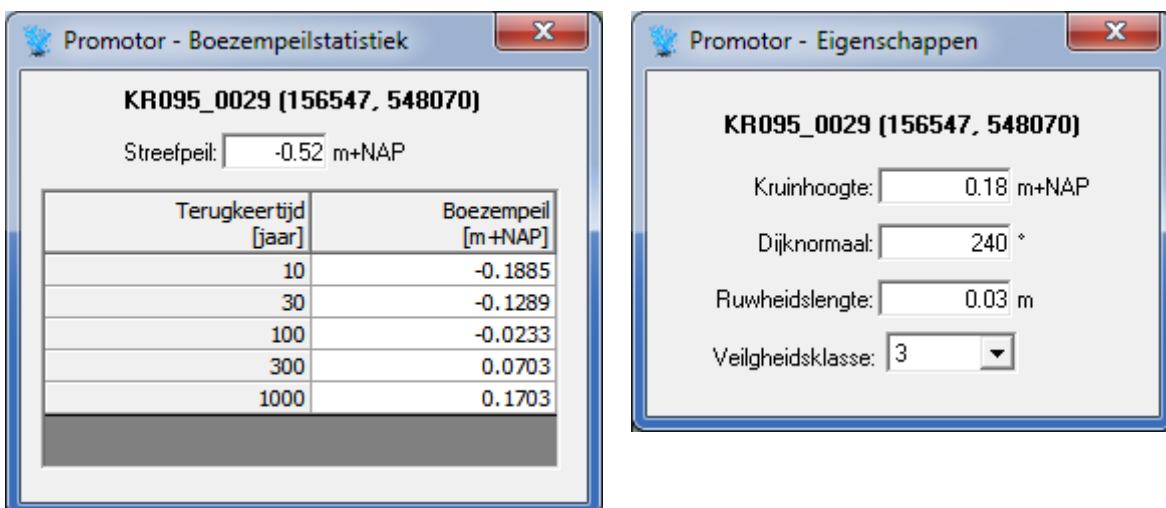 Promotor - Boezempeilstatistiek
KR095_0029 (156547, 548070)
Streefpeil: -0.52 m+NAP
Terugkeertijd Boezempeil
[jaar] [m+NAP]
10 -0.1885
30 -0.1289
100 -0.0233
300 0.0703
1000 0.1703
Promotor - Eigenschappen
KR095_0029 (156547, 548070)
Kruinhoogte: 0.18 m+NAP
Dijknormaal: 240 °
Ruwheidslengte: 0.03 m
Veilgheidsklasse: 3